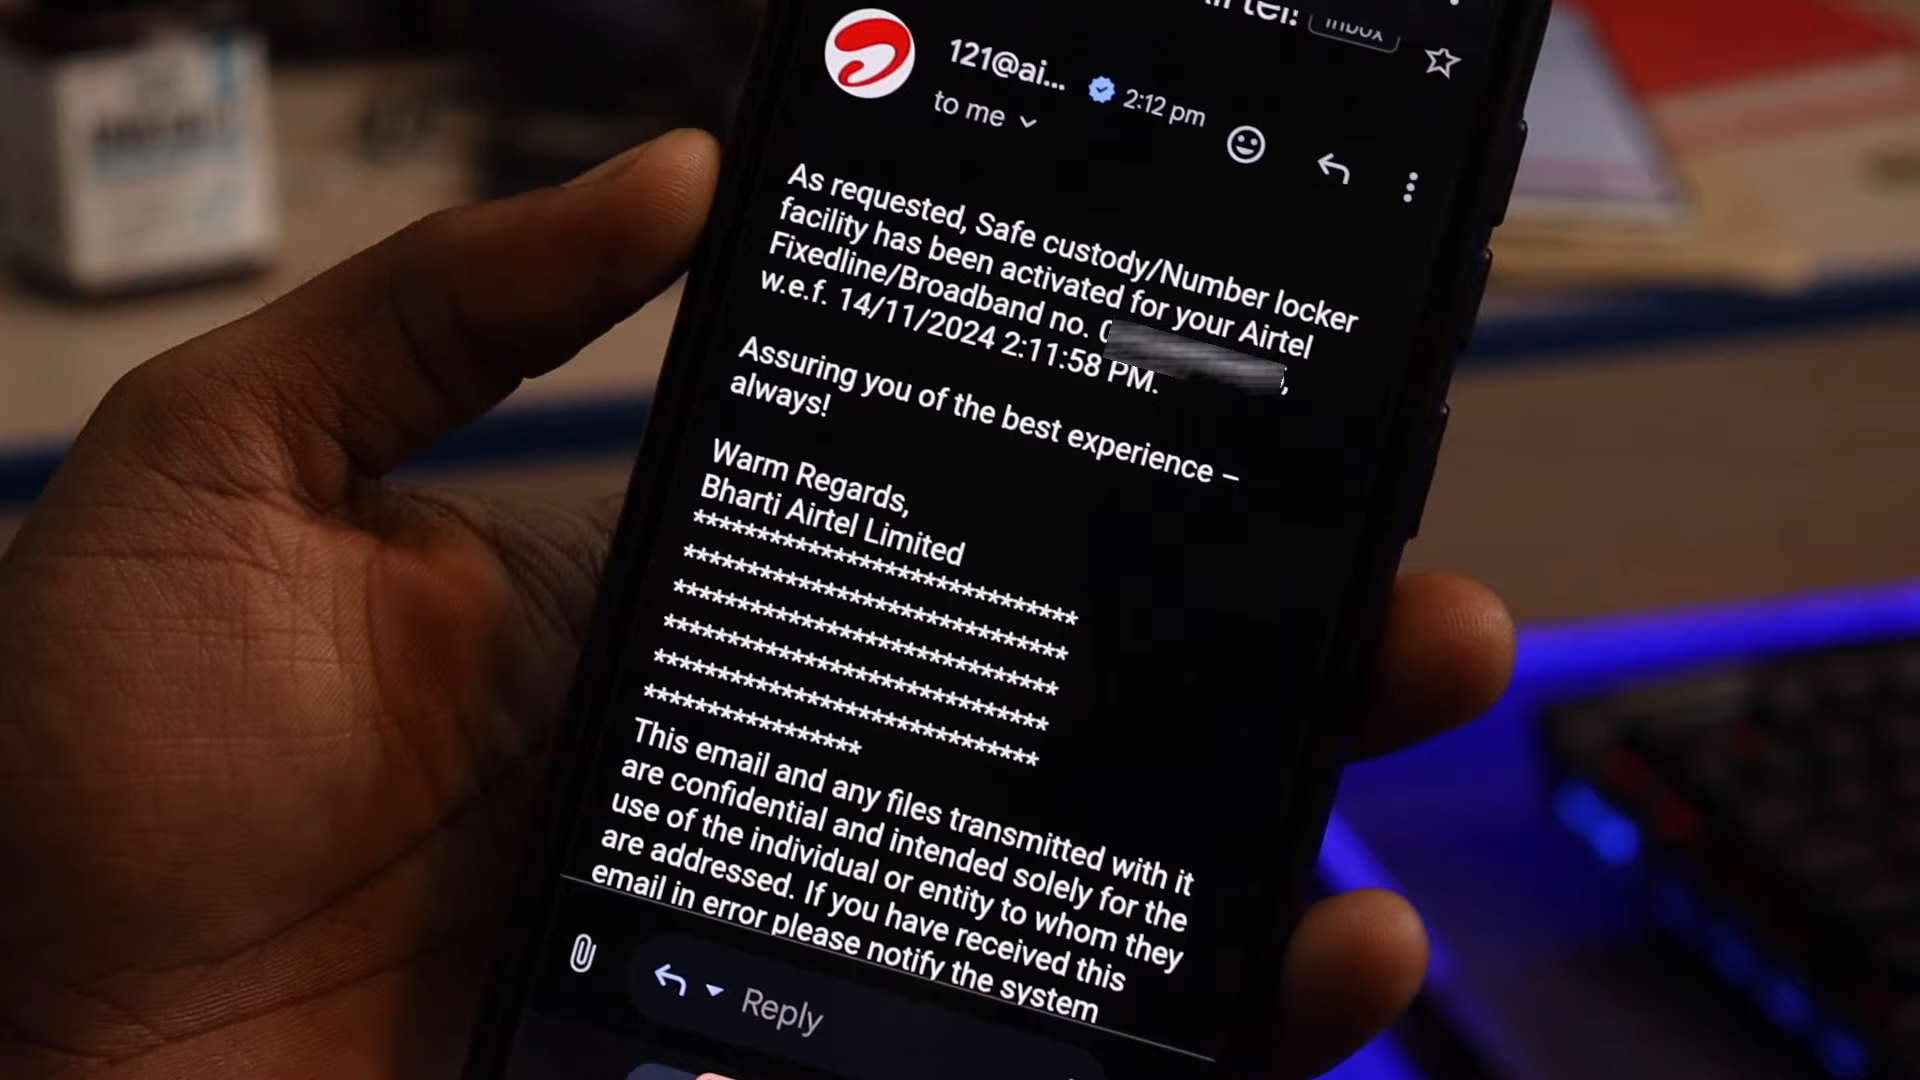 Inbox
121@ai...
2:12 pm
to me
As requested, Safe custody/Number locker
facility has been activated for your Airtel
Fixedline/Broadband no. 0
w.e.f. 14/11/2024 2:11:58 PM.
Assuring you of the best experience –
always!
Warm Regards,
Bharti Airtel Limited
***********************************
***********************************
***********************************
***********************************
***********************************
********************
This email and any files transmitted with it
are confidential and intended solely for the
use of the individual or entity to whom they
are addressed. If you have received this
email in error please notify the system
Reply